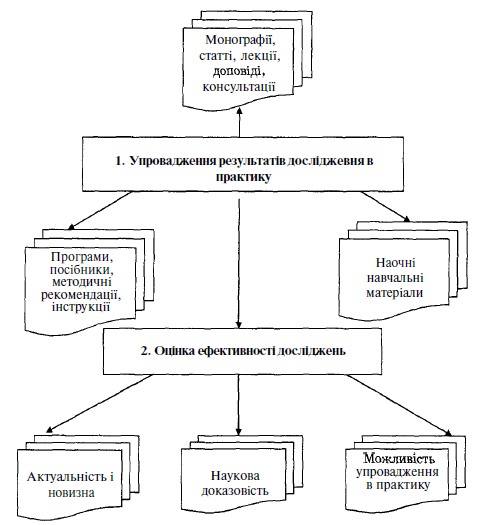 Монографії,
статті, лекції,
доповіді,
консультації
1. Упровадження результатів досліджевня в
практику
Програми,
посібники,
методичні
рекомендації,
інструкції
Наочні
навчальні
матеріали
2. Оцінка ефективності досліджень
Актуальність і
новизна
Наукова
доказовість
Можливість
упровадження
в практику